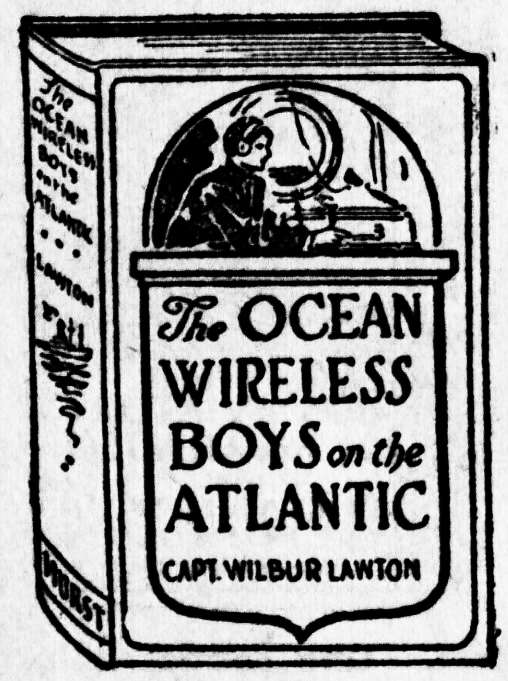 The
OCEAN
WIRELESS
BOYS
on the
ATLANTIC
LAWTON
HURST
The OCEAN
WIRELESS
BOYS on the
ATLANTIC
CAPT. WILBUR LAWTON